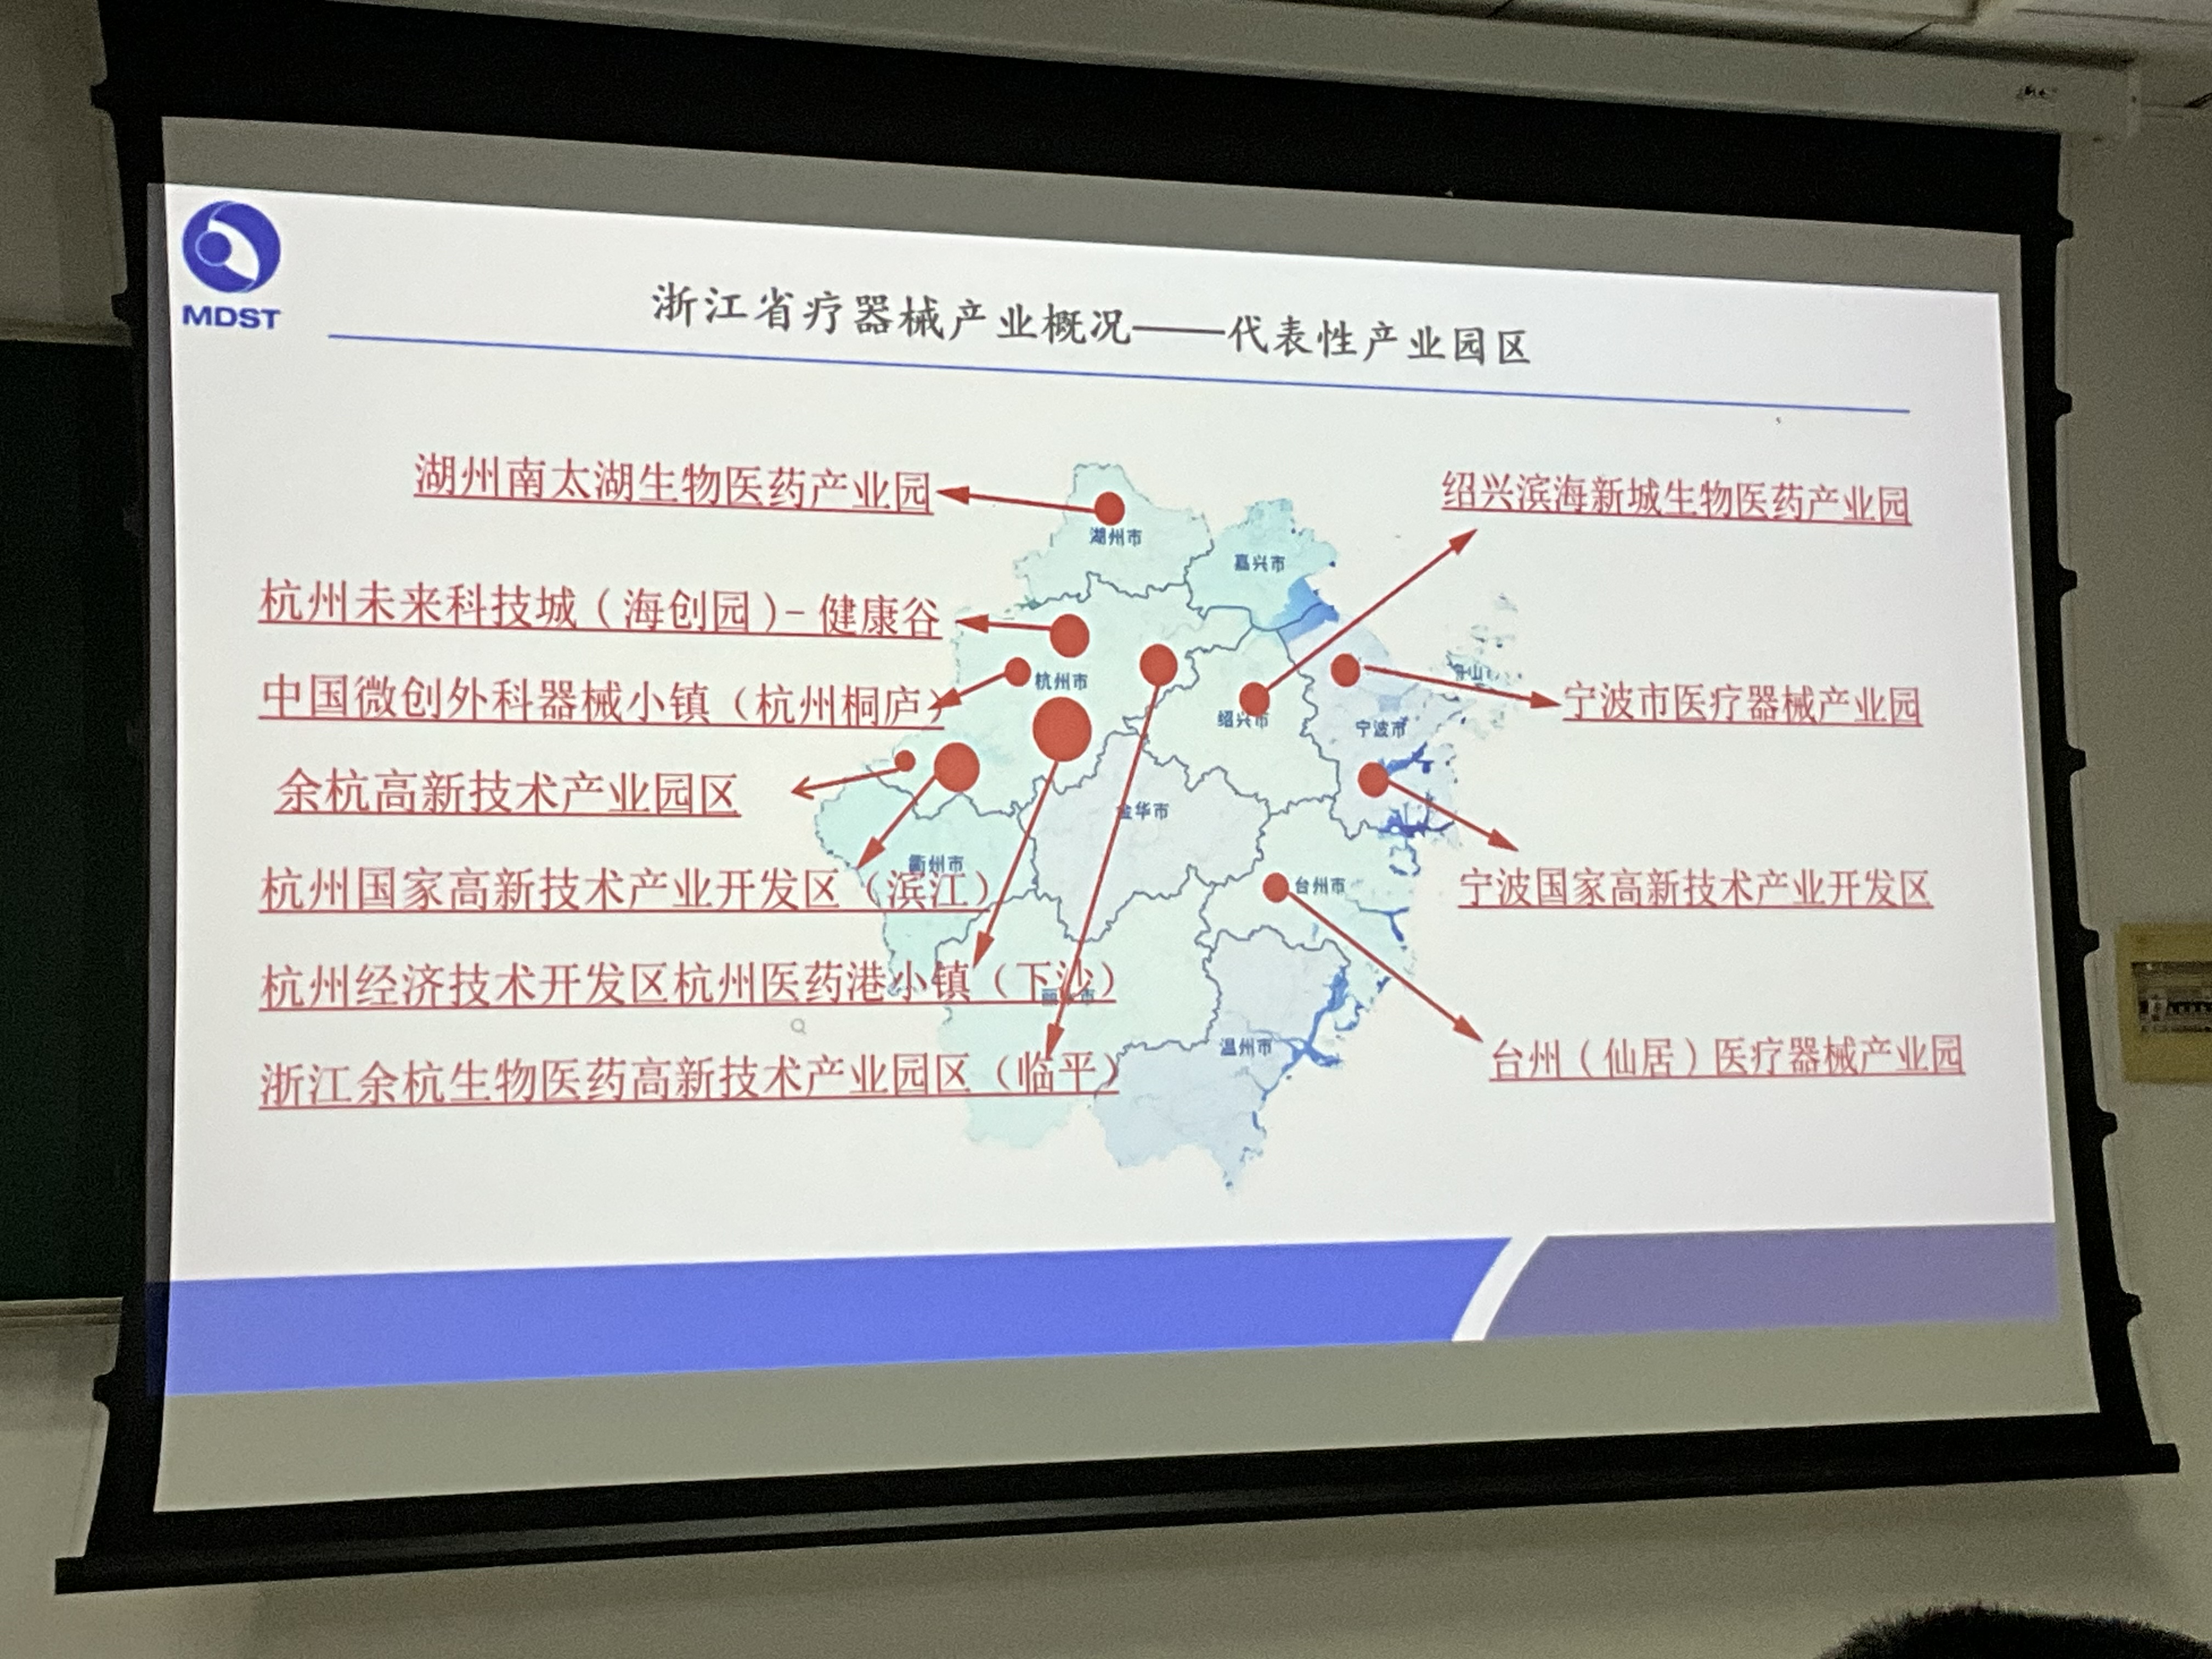 MDST
浙江省疗器械产业概况——代表性产业园区
湖州南太湖生物医药产业园
杭州未来科技城（海创园）- 健康谷
中国微创外科器械小镇（杭州桐庐）
余杭高新技术产业园区
杭州国家高新技术产业开发区（滨江）
杭州经济技术开发区杭州医药港小镇（下沙）
浙江余杭生物医药高新技术产业园区（临平）
湖州市
嘉兴市
杭州市
绍兴市
宁波市
金华市
衢州市
台州市
温州市
绍兴滨海新城生物医药产业园
宁波市医疗器械产业园
宁波国家高新技术产业开发区
台州（仙居）医疗器械产业园